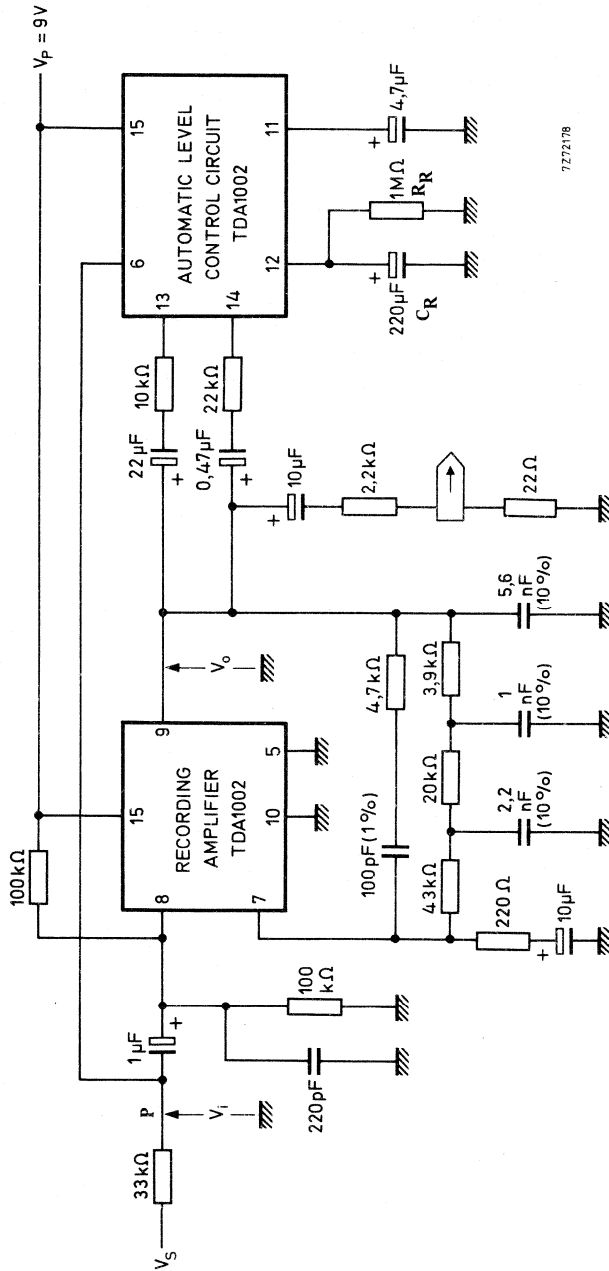 V_P = 9V
15
6
AUTOMATIC LEVEL
CONTROL CIRCUIT
TDA1002
13
14
12
11
10kΩ
22kΩ
22µF
+
0,47µF
+
+
4,7µF
1MΩ
R_R
+
220µF
C_R
+
10µF
2,2kΩ
22Ω
100kΩ
15
RECORDING
AMPLIFIER
TDA1002
8
9
7
10
5
V_o
1µF
+
P
33kΩ
V_S
V_i
220pF
100
kΩ
4,7kΩ
100pF(1%)
3,9kΩ
20kΩ
43kΩ
5,6
nF
(10%)
1
nF
(10%)
2,2
nF
(10%)
220Ω
+
10µF
7Z72178